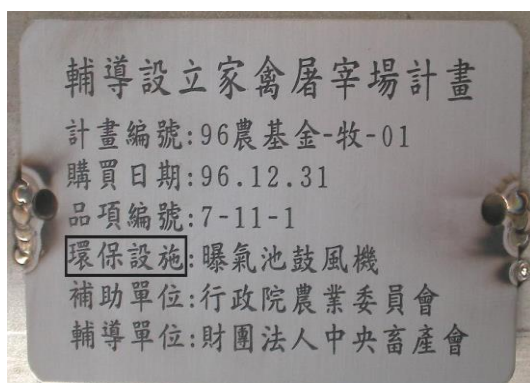 輔導設立家禽屠宰場計畫
計畫編號:96農基金-牧-01
購買日期:96.12.31
品項編號:7-11-1
環保設施:曝氣池鼓風機
補助單位:行政院農業委員會
輔導單位:財團法人中央畜產會